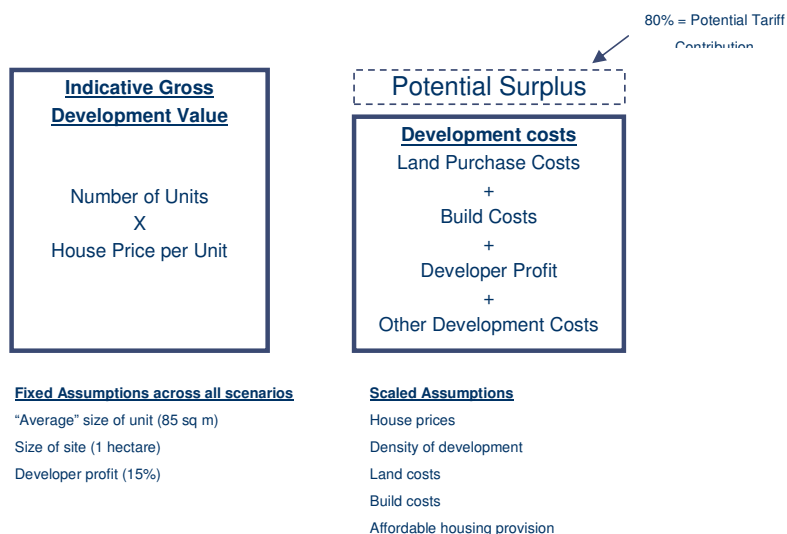 80% = Potential Tariff
Contribution
Indicative Gross
Development Value
Number of Units
X
House Price per Unit
Potential Surplus
Development costs
Land Purchase Costs
+
Build Costs
+
Developer Profit
+
Other Development Costs
Fixed Assumptions across all scenarios
“Average” size of unit (85 sq m)
Size of site (1 hectare)
Developer profit (15%)
Scaled Assumptions
House prices
Density of development
Land costs
Build costs
Affordable housing provision